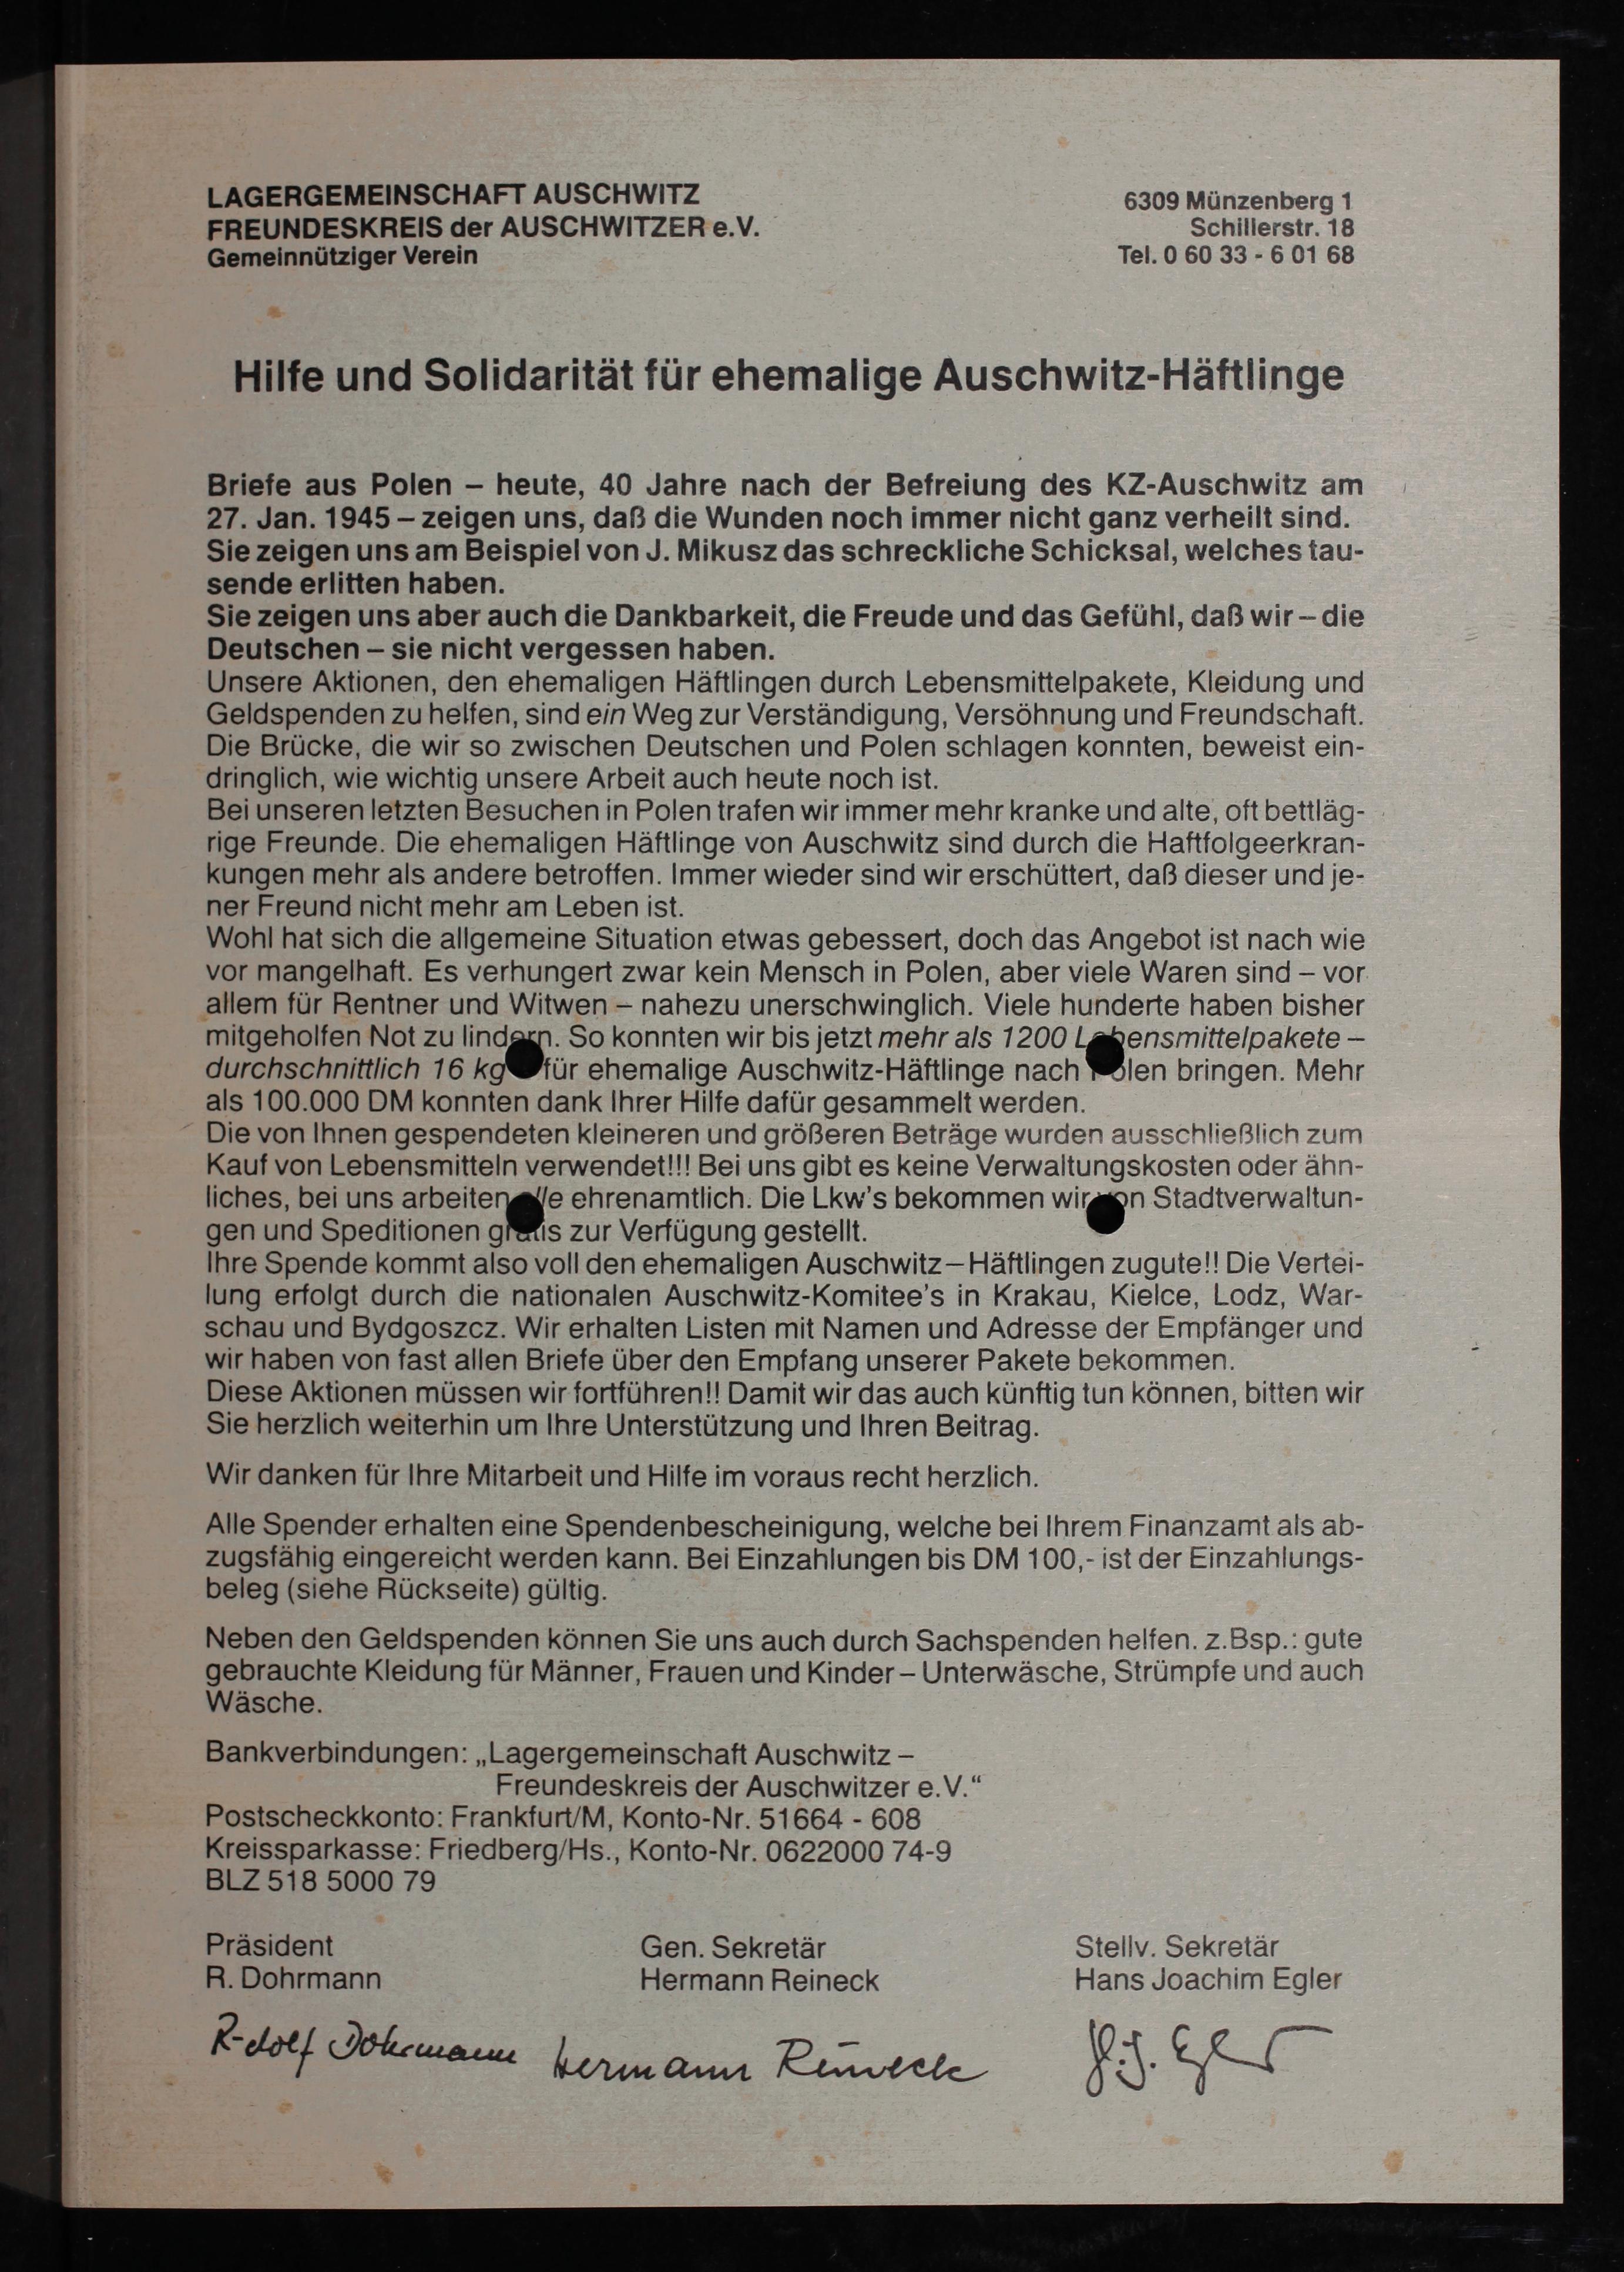 LAGERGEMEINSCHAFT AUSCHWITZ
FREUNDESKREIS der AUSCHWITZER e.V.
Gemeinnütziger Verein
6309 Münzenberg 1
Schillerstr. 18
Tel. 0 60 33 - 6 01 68
Hilfe und Solidarität für ehemalige Auschwitz-Häftlinge
Briefe aus Polen – heute, 40 Jahre nach der Befreiung des KZ-Auschwitz am
27. Jan. 1945 – zeigen uns, daß die Wunden noch immer nicht ganz verheilt sind.
Sie zeigen uns am Beispiel von J. Mikusz das schreckliche Schicksal, welches tau-
sende erlitten haben.
Sie zeigen uns aber auch die Dankbarkeit, die Freude und das Gefühl, daß wir – die
Deutschen – sie nicht vergessen haben.
Unsere Aktionen, den ehemaligen Häftlingen durch Lebensmittelpakete, Kleidung und
Geldspenden zu helfen, sind ein Weg zur Verständigung, Versöhnung und Freundschaft.
Die Brücke, die wir so zwischen Deutschen und Polen schlagen konnten, beweist ein-
dringlich, wie wichtig unsere Arbeit auch heute noch ist.
Bei unseren letzten Besuchen in Polen trafen wir immer mehr kranke und alte, oft bettläg-
rige Freunde. Die ehemaligen Häftlinge von Auschwitz sind durch die Haftfolgeerkran-
kungen mehr als andere betroffen. Immer wieder sind wir erschüttert, daß dieser und je-
ner Freund nicht mehr am Leben ist.
Wohl hat sich die allgemeine Situation etwas gebessert, doch das Angebot ist nach wie
vor mangelhaft. Es verhungert zwar kein Mensch in Polen, aber viele Waren sind – vor
allem für Rentner und Witwen – nahezu unerschwinglich. Viele hunderte haben bisher
mitgeholfen Not zu lindern. So konnten wir bis jetzt mehr als 1200 Lebensmittelpakete –
durchschnittlich 16 kg für ehemalige Auschwitz-Häftlinge nach Polen bringen. Mehr
als 100.000 DM konnten dank Ihrer Hilfe dafür gesammelt werden.
Die von Ihnen gespendeten kleineren und größeren Beträge wurden ausschließlich zum
Kauf von Lebensmitteln verwendet!!! Bei uns gibt es keine Verwaltungskosten oder ähn-
liches, bei uns arbeiten alle ehrenamtlich. Die Lkw's bekommen wir von Stadtverwaltun-
gen und Speditionen gratis zur Verfügung gestellt.
Ihre Spende kommt also voll den ehemaligen Auschwitz–Häftlingen zugute!! Die Vertei-
lung erfolgt durch die nationalen Auschwitz-Komitee's in Krakau, Kielce, Lodz, War-
schau und Bydgoszcz. Wir erhalten Listen mit Namen und Adresse der Empfänger und
wir haben von fast allen Briefe über den Empfang unserer Pakete bekommen.
Diese Aktionen müssen wir fortführen!! Damit wir das auch künftig tun können, bitten wir
Sie herzlich weiterhin um Ihre Unterstützung und Ihren Beitrag.
Wir danken für Ihre Mitarbeit und Hilfe im voraus recht herzlich.
Alle Spender erhalten eine Spendenbescheinigung, welche bei Ihrem Finanzamt als ab-
zugsfähig eingereicht werden kann. Bei Einzahlungen bis DM 100,- ist der Einzahlungs-
beleg (siehe Rückseite) gültig.
Neben den Geldspenden können Sie uns auch durch Sachspenden helfen. z.Bsp.: gute
gebrauchte Kleidung für Männer, Frauen und Kinder – Unterwäsche, Strümpfe und auch
Wäsche.
Bankverbindungen: „Lagergemeinschaft Auschwitz –
Freundeskreis der Auschwitzer e.V."
Postscheckkonto: Frankfurt/M, Konto-Nr. 51664 - 608
Kreissparkasse: Friedberg/Hs., Konto-Nr. 0622000 74-9
BLZ 518 5000 79
Präsident
R. Dohrmann
Gen. Sekretär
Hermann Reineck
Stellv. Sekretär
Hans Joachim Egler
Rudolf Dohrmann
Hermann Reineck
H.J. Egler